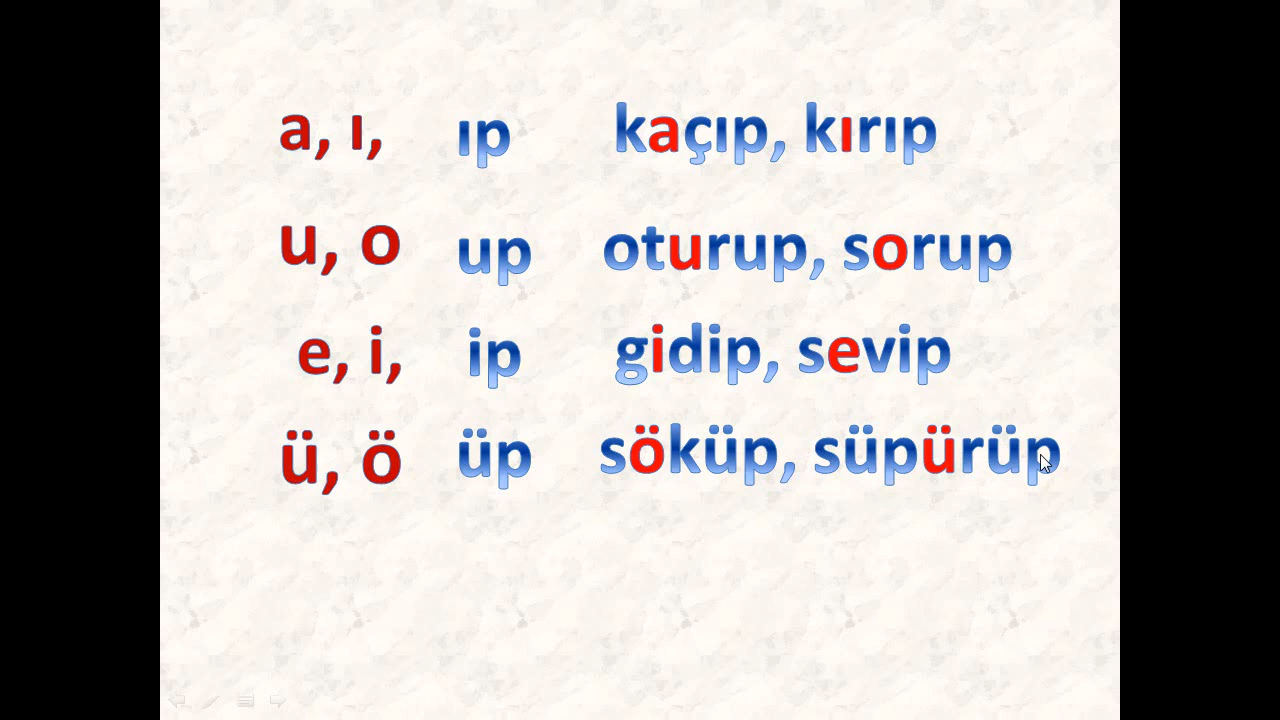 a, ı, ıp kaçıp, kırıp
u, o up oturup, sorup
e, i, ip gidip, sevip
ü, ö üp söküp, süpürüp